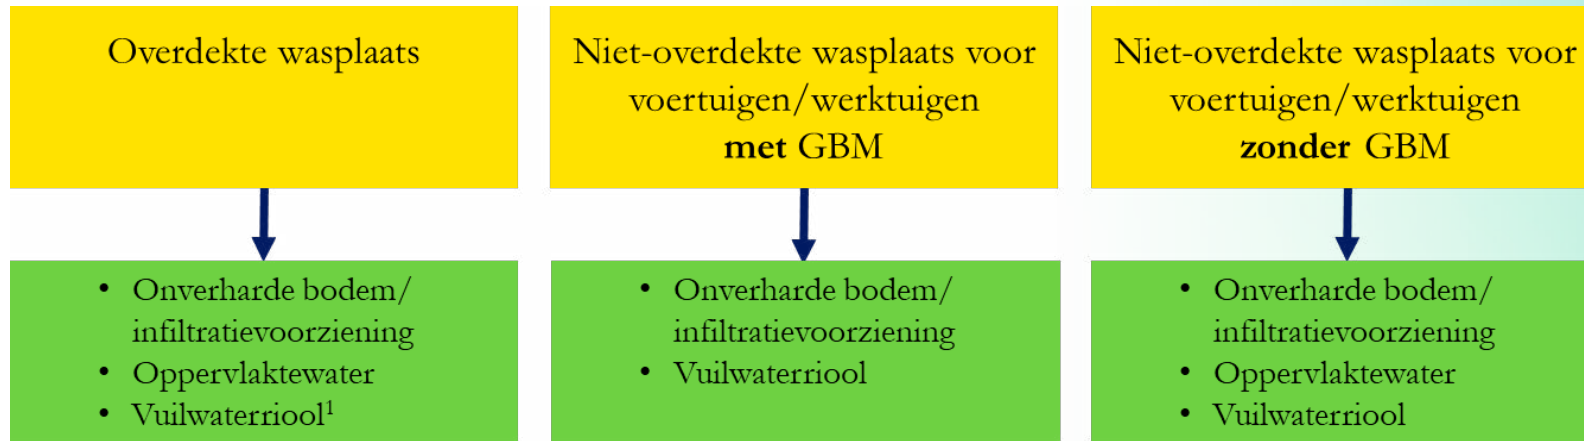 Overdekte wasplaats
Niet-overdekte wasplaats voor
voertuigen/werktuigen
met GBM
Niet-overdekte wasplaats voor
voertuigen/werktuigen
zonder GBM
• Onverharde bodem/
infiltratievoorziening
• Oppervlaktewater
• Vuilwaterriool¹
• Onverharde bodem/
infiltratievoorziening
• Vuilwaterriool
• Onverharde bodem/
infiltratievoorziening
• Oppervlaktewater
• Vuilwaterriool